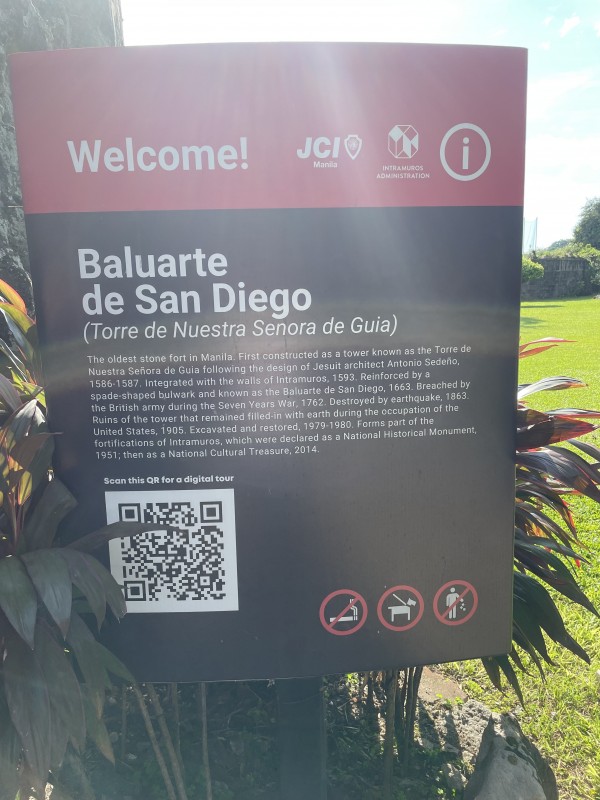 Welcome!
JCI
Manila
INTRAMUROS
ADMINISTRATION
i
Baluarte
de San Diego
(Torre de Nuestra Senora de Guia)
The oldest stone fort in Manila. First constructed as a tower known as the Torre de
Nuestra Señora de Guia following the design of Jesuit architect Antonio Sedeño,
1586-1587. Integrated with the walls of Intramuros, 1593. Reinforced by a
spade-shaped bulwark and known as the Baluarte de San Diego, 1663. Breached by
the British army during the Seven Years War, 1762. Destroyed by earthquake, 1863.
Ruins of the tower that remained filled-in with earth during the occupation of the
United States, 1905. Excavated and restored, 1979-1980. Forms part of the
fortifications of Intramuros, which were declared as a National Historical Monument,
1951; then as a National Cultural Treasure, 2014.
Scan this QR for a digital tour